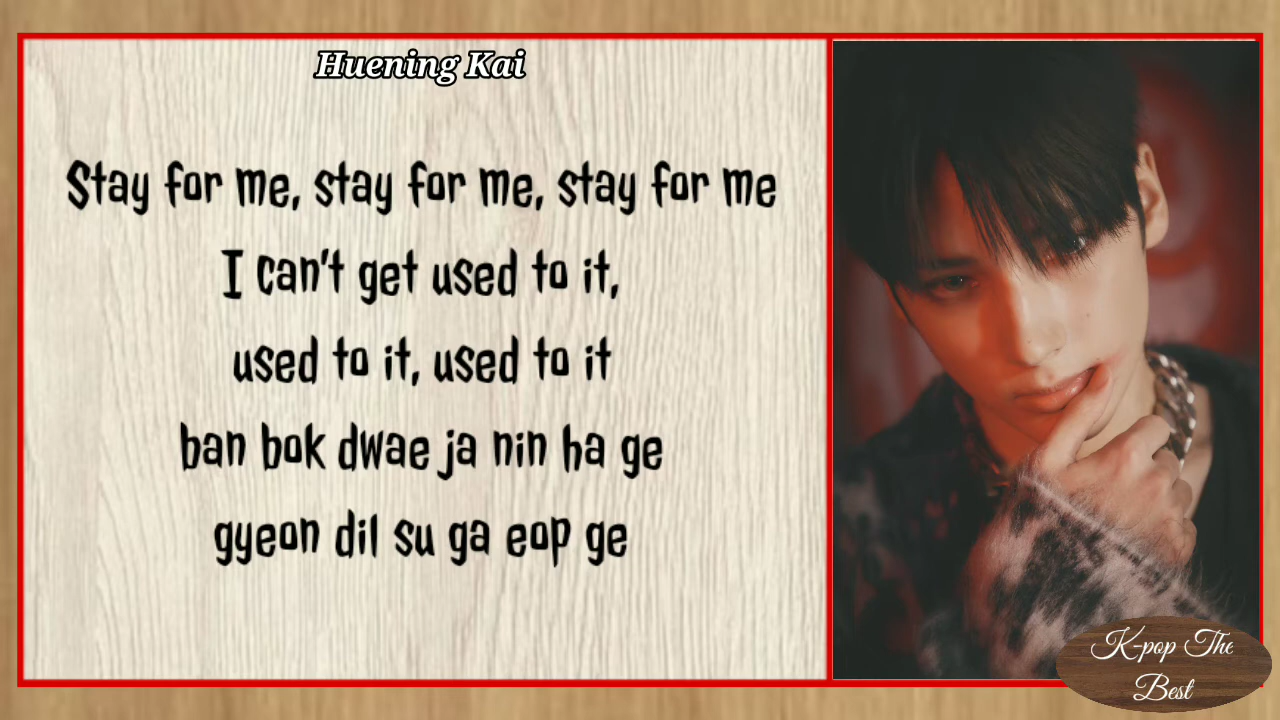 Huening Kai
Stay for me, stay for me, stay for me
I can't get used to it,
used to it, used to it
ban bok dwae ja nin ha ge
gyeon dil su ga eop ge
K-pop The
Best